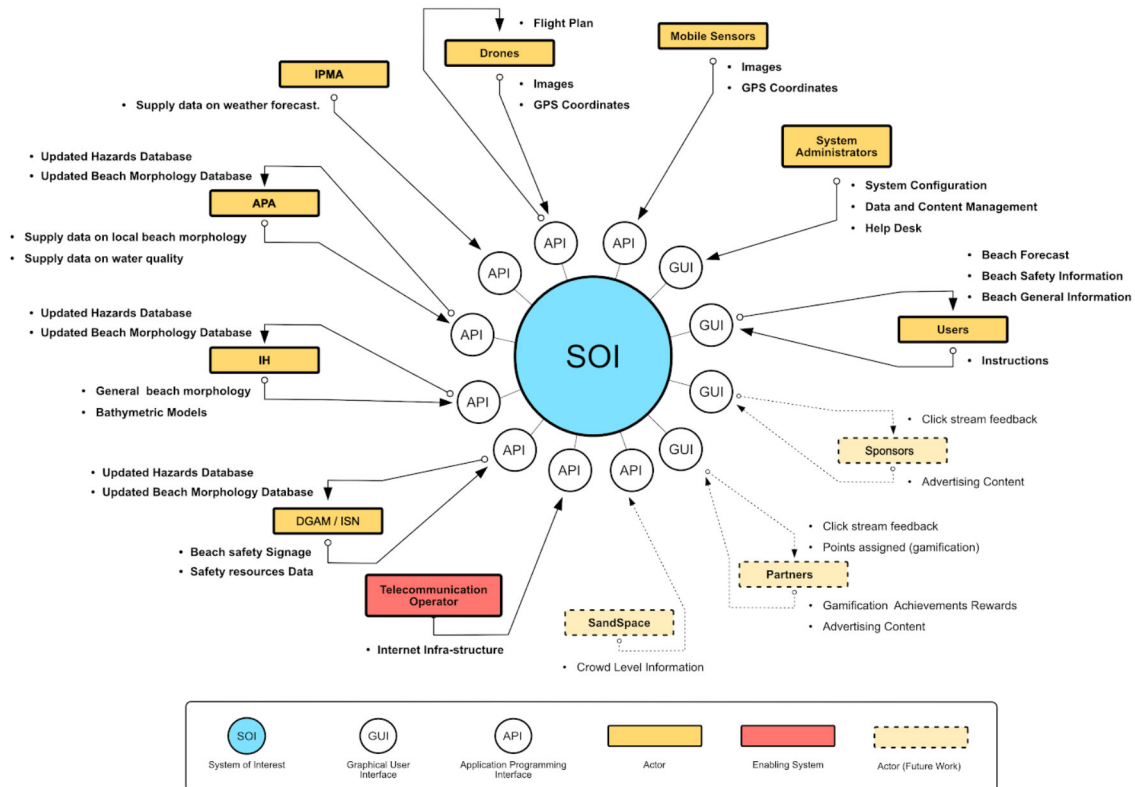 Flight Plan
Drones
Images
GPS Coordinates
Mobile Sensors
Images
GPS Coordinates
IPMA
Supply data on weather forecast.
System
Administrators
System Configuration
Data and Content Management
Help Desk
Updated Hazards Database
Updated Beach Morphology Database
APA
Supply data on local beach morphology
Supply data on water quality
API
API
API
GUI
Beach Forecast
Beach Safety Information
Beach General Information
Users
Instructions
Updated Hazards Database
Updated Beach Morphology Database
IH
General beach morphology
Bathymetric Models
API
GUI
SOI
API
GUI
Click stream feedback
Sponsors
Advertising Content
API
API
API
GUI
Updated Hazards Database
Updated Beach Morphology Database
DGAM / ISN
Beach safety Signage
Safety resources Data
Click stream feedback
Points assigned (gamification)
Partners
Gamification Achievements Rewards
Advertising Content
Telecommunication
Operator
Internet Infra-structure
SandSpace
Crowd Level Information
SOI
System of Interest
GUI
Graphical User
Interface
API
Application Programming
Interface
Actor
Enabling System
Actor (Future Work)